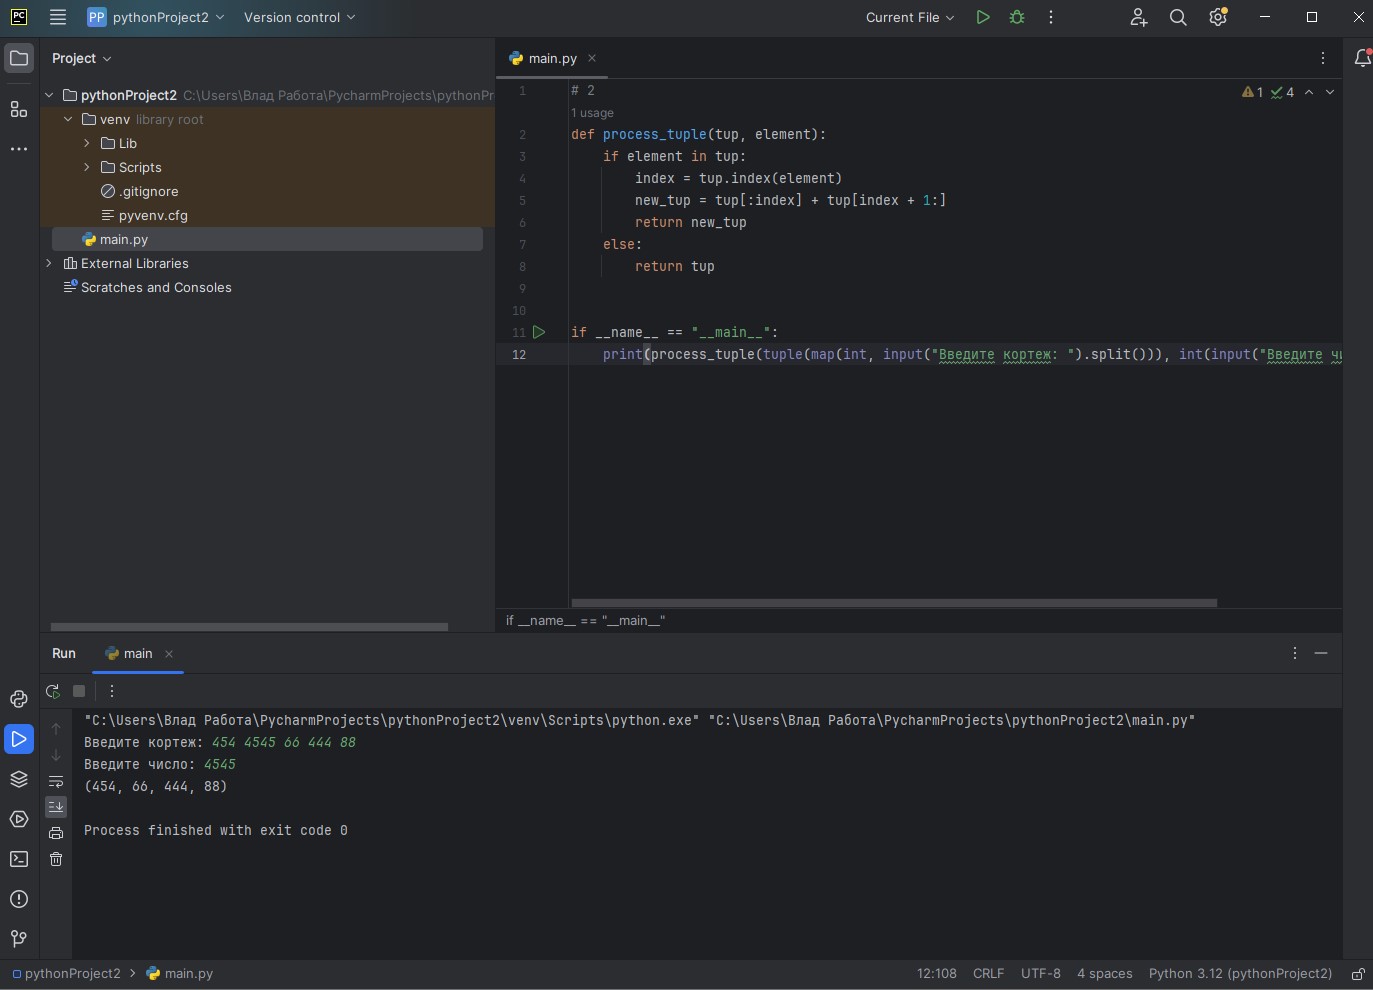 PC
PP pythonProject2
Version control
Current File
Project
pythonProject2 C:\Users\Влад Работа\PycharmProjects\pythonPr
venv library root
Lib
Scripts
.gitignore
pyvenv.cfg
main.py
External Libraries
Scratches and Consoles
main.py
1 4
1 # 2
1 usage
2 def process_tuple(tup, element):
3 if element in tup:
4 index = tup.index(element)
5 new_tup = tup[:index] + tup[index + 1:]
6 return new_tup
7 else:
8 return tup
9
10
11 if __name__ == "__main__":
12 print(process_tuple(tuple(map(int, input("Введите кортеж: ").split())), int(input("Введите чи
if __name__ == "__main__"
Run
main
"C:\Users\Влад Работа\PycharmProjects\pythonProject2\venv\Scripts\python.exe" "C:\Users\Влад Работа\PycharmProjects\pythonProject2\main.py"
Введите кортеж: 454 4545 66 444 88
Введите число: 4545
(454, 66, 444, 88)
Process finished with exit code 0
pythonProject2
main.py
12:108
CRLF
UTF-8
4 spaces
Python 3.12 (pythonProject2)